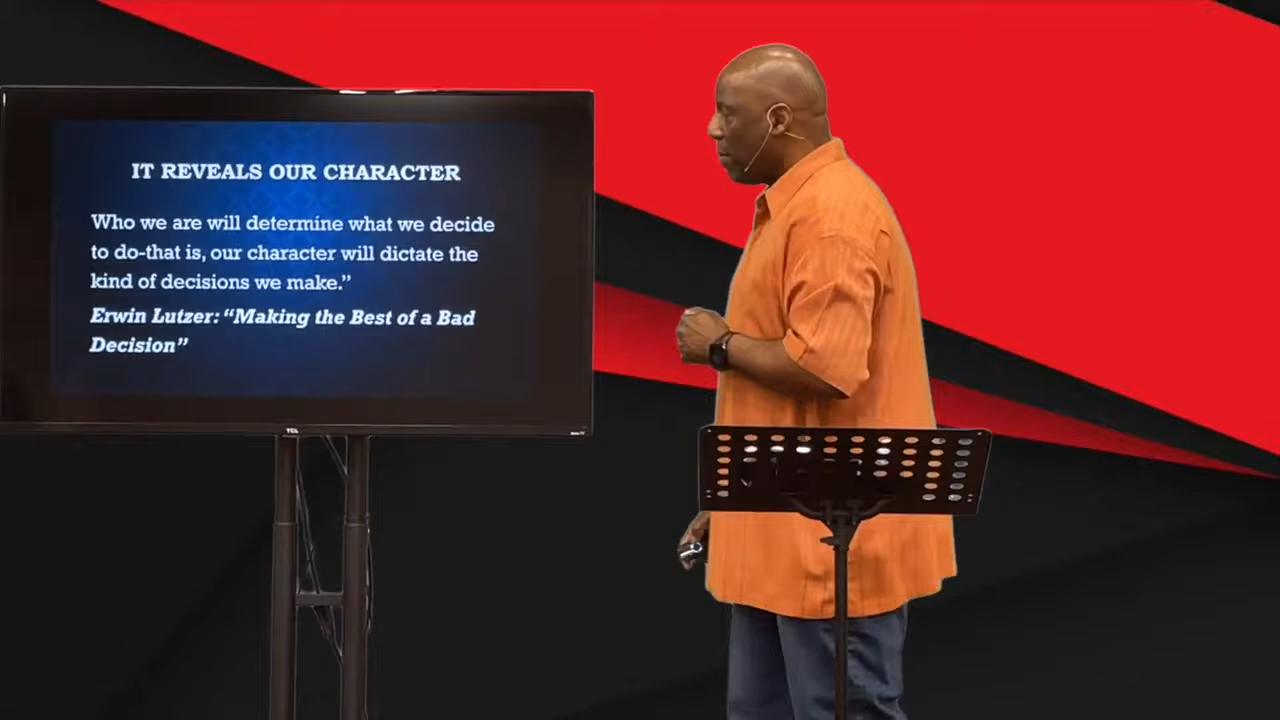 IT REVEALS OUR CHARACTER
Who we are will determine what we decide
to do-that is, our character will dictate the
kind of decisions we make.”
Erwin Lutzer: “Making the Best of a Bad
Decision”
TCL